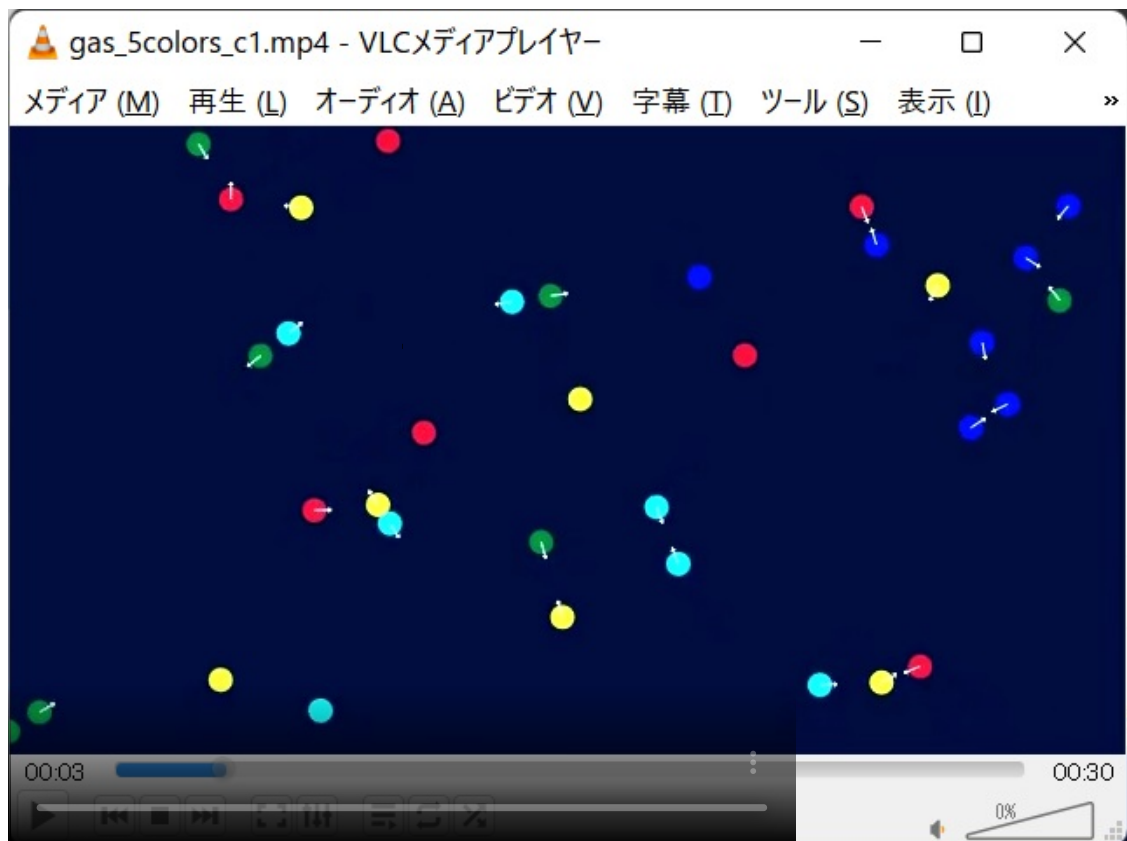 gas_5colors_c1.mp4 - VLCメディアプレイヤー
メディア (M) 再生 (L) オーディオ (A) ビデオ (V) 字幕 (T) ツール (S) 表示 (I) »
00:03 00:30
0%